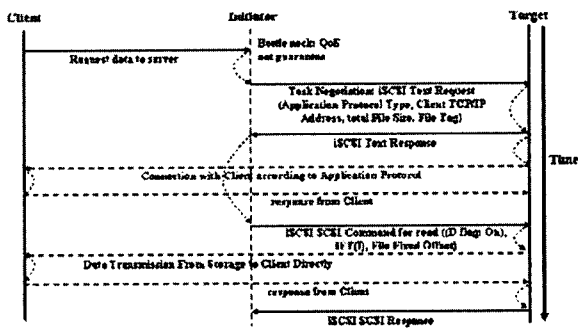 Client
Initiator
Target
Request data to server
Bottle neck: QoE
not guarantee
Task Negotiation: iSCSI Text Request
(Application Protocol Type, Client TCP/IP
Address, total File Size, File Tag)
iSCSI Text Response
Time
Connection with Client according to Application Protocol
response from Client
iSCSI SCSI Command for read (D flag: On),
File Fixed Offset)
Data Transmission From Storage to Client Directly
response from Client
iSCSI SCSI Response